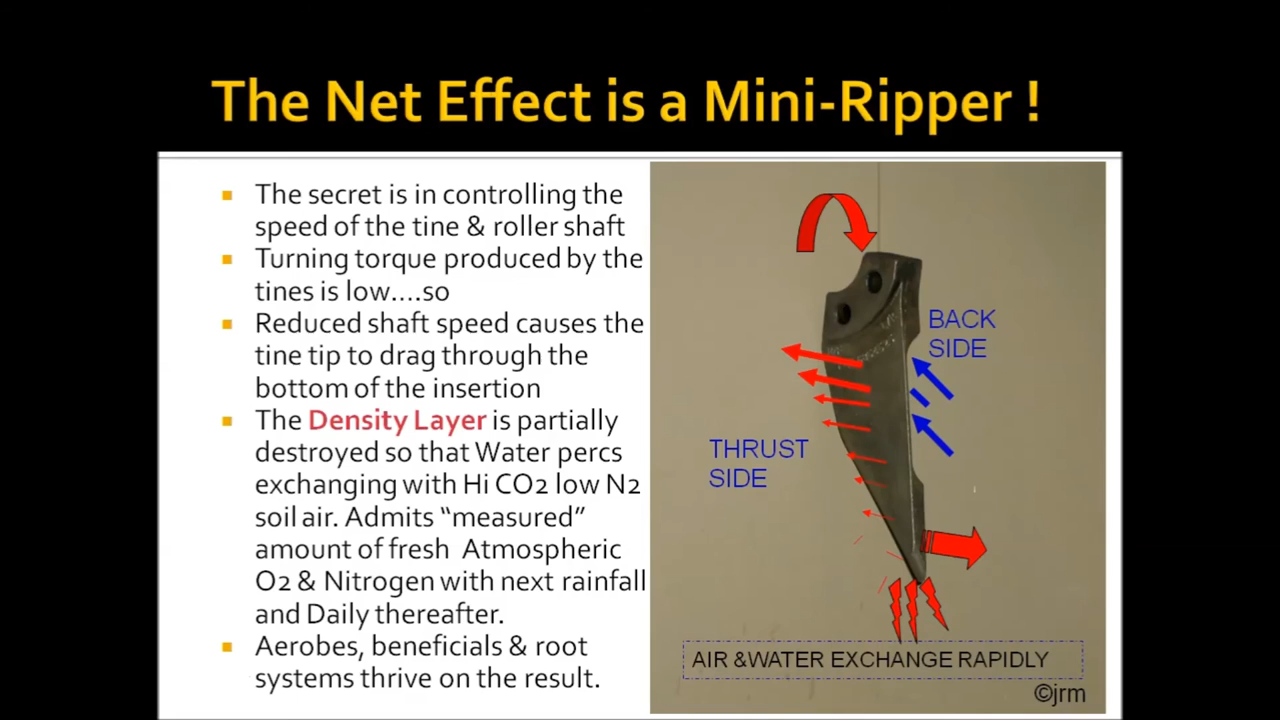 The Net Effect is a Mini-Ripper !
The secret is in controlling the
speed of the tine & roller shaft
Turning torque produced by the
tines is low....so
Reduced shaft speed causes the
tine tip to drag through the
bottom of the insertion
The Density Layer is partially
destroyed so that Water percs
exchanging with Hi CO2 low N2
soil air. Admits “measured”
amount of fresh Atmospheric
O2 & Nitrogen with next rainfall
and Daily thereafter.
Aerobes, beneficials & root
systems thrive on the result.
BACK
SIDE
THRUST
SIDE
AIR &WATER EXCHANGE RAPIDLY
©jrm